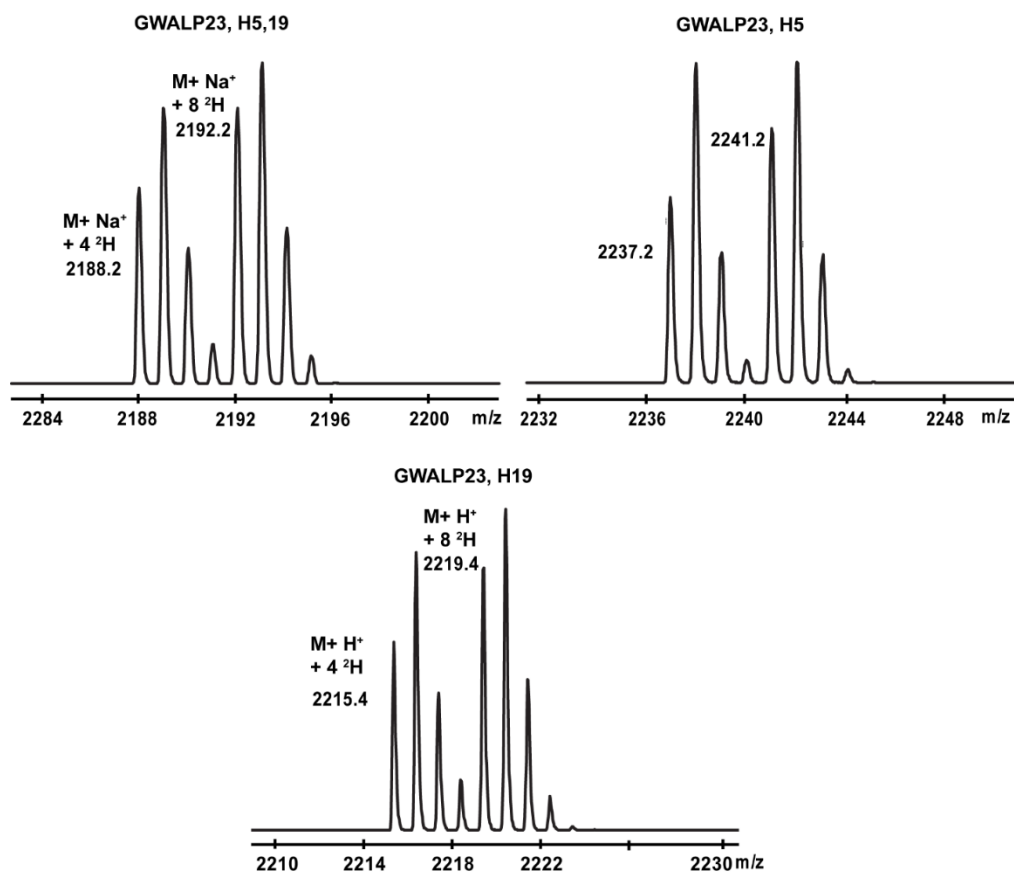 GWALP23, H5,19
M+ Na⁺
+ 8 ²H
2192.2
M+ Na⁺
+ 4 ²H
2188.2
2284 2188 2192 2196 2200 m/z
GWALP23, H5
2241.2
2237.2
2232 2236 2240 2244 2248 m/z
GWALP23, H19
M+ H⁺
+ 8 ²H
2219.4
M+ H⁺
+ 4 ²H
2215.4
2210 2214 2218 2222 2230 m/z